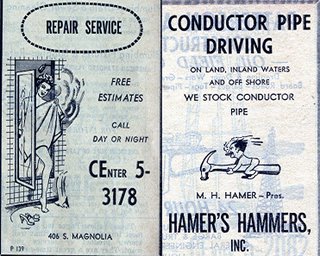 REPAIR SERVICE
FREE
ESTIMATES
CALL
DAY OR NIGHT
CEnter 5-
3178
406 S. MAGNOLIA
P 139
CONDUCTOR PIPE
DRIVING
ON LAND, INLAND WATERS
AND OFF SHORE
WE STOCK CONDUCTOR
PIPE
M. H. HAMER — Pres.
HAMER'S HAMMERS,
INC.